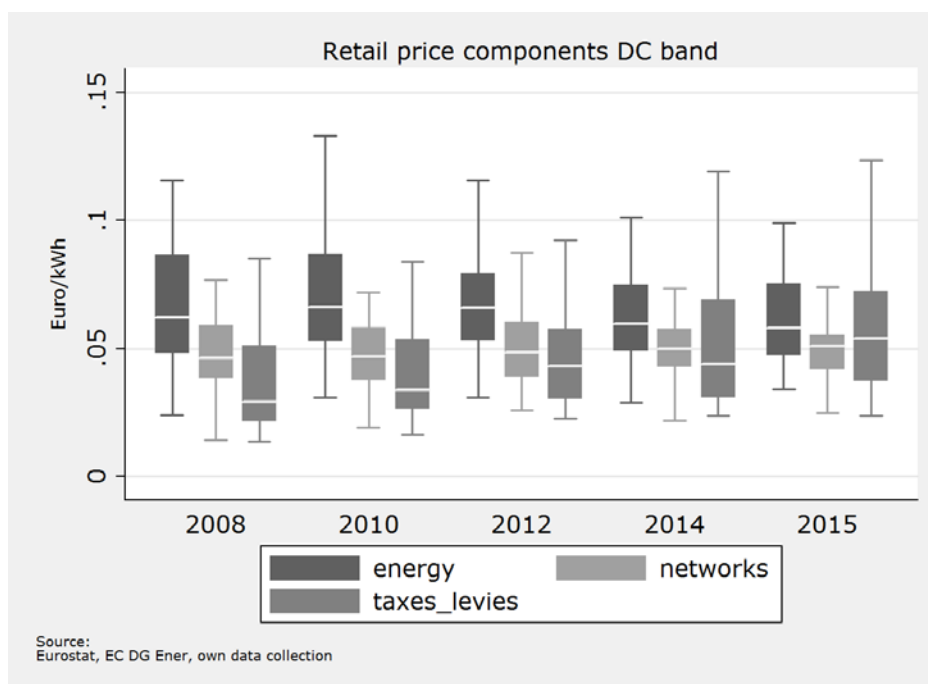 Retail price components DC band
.15
.1
.05
0
Euro/kWh
2008 2010 2012 2014 2015
energy networks
taxes_levies
Source:
Eurostat, EC DG Ener, own data collection